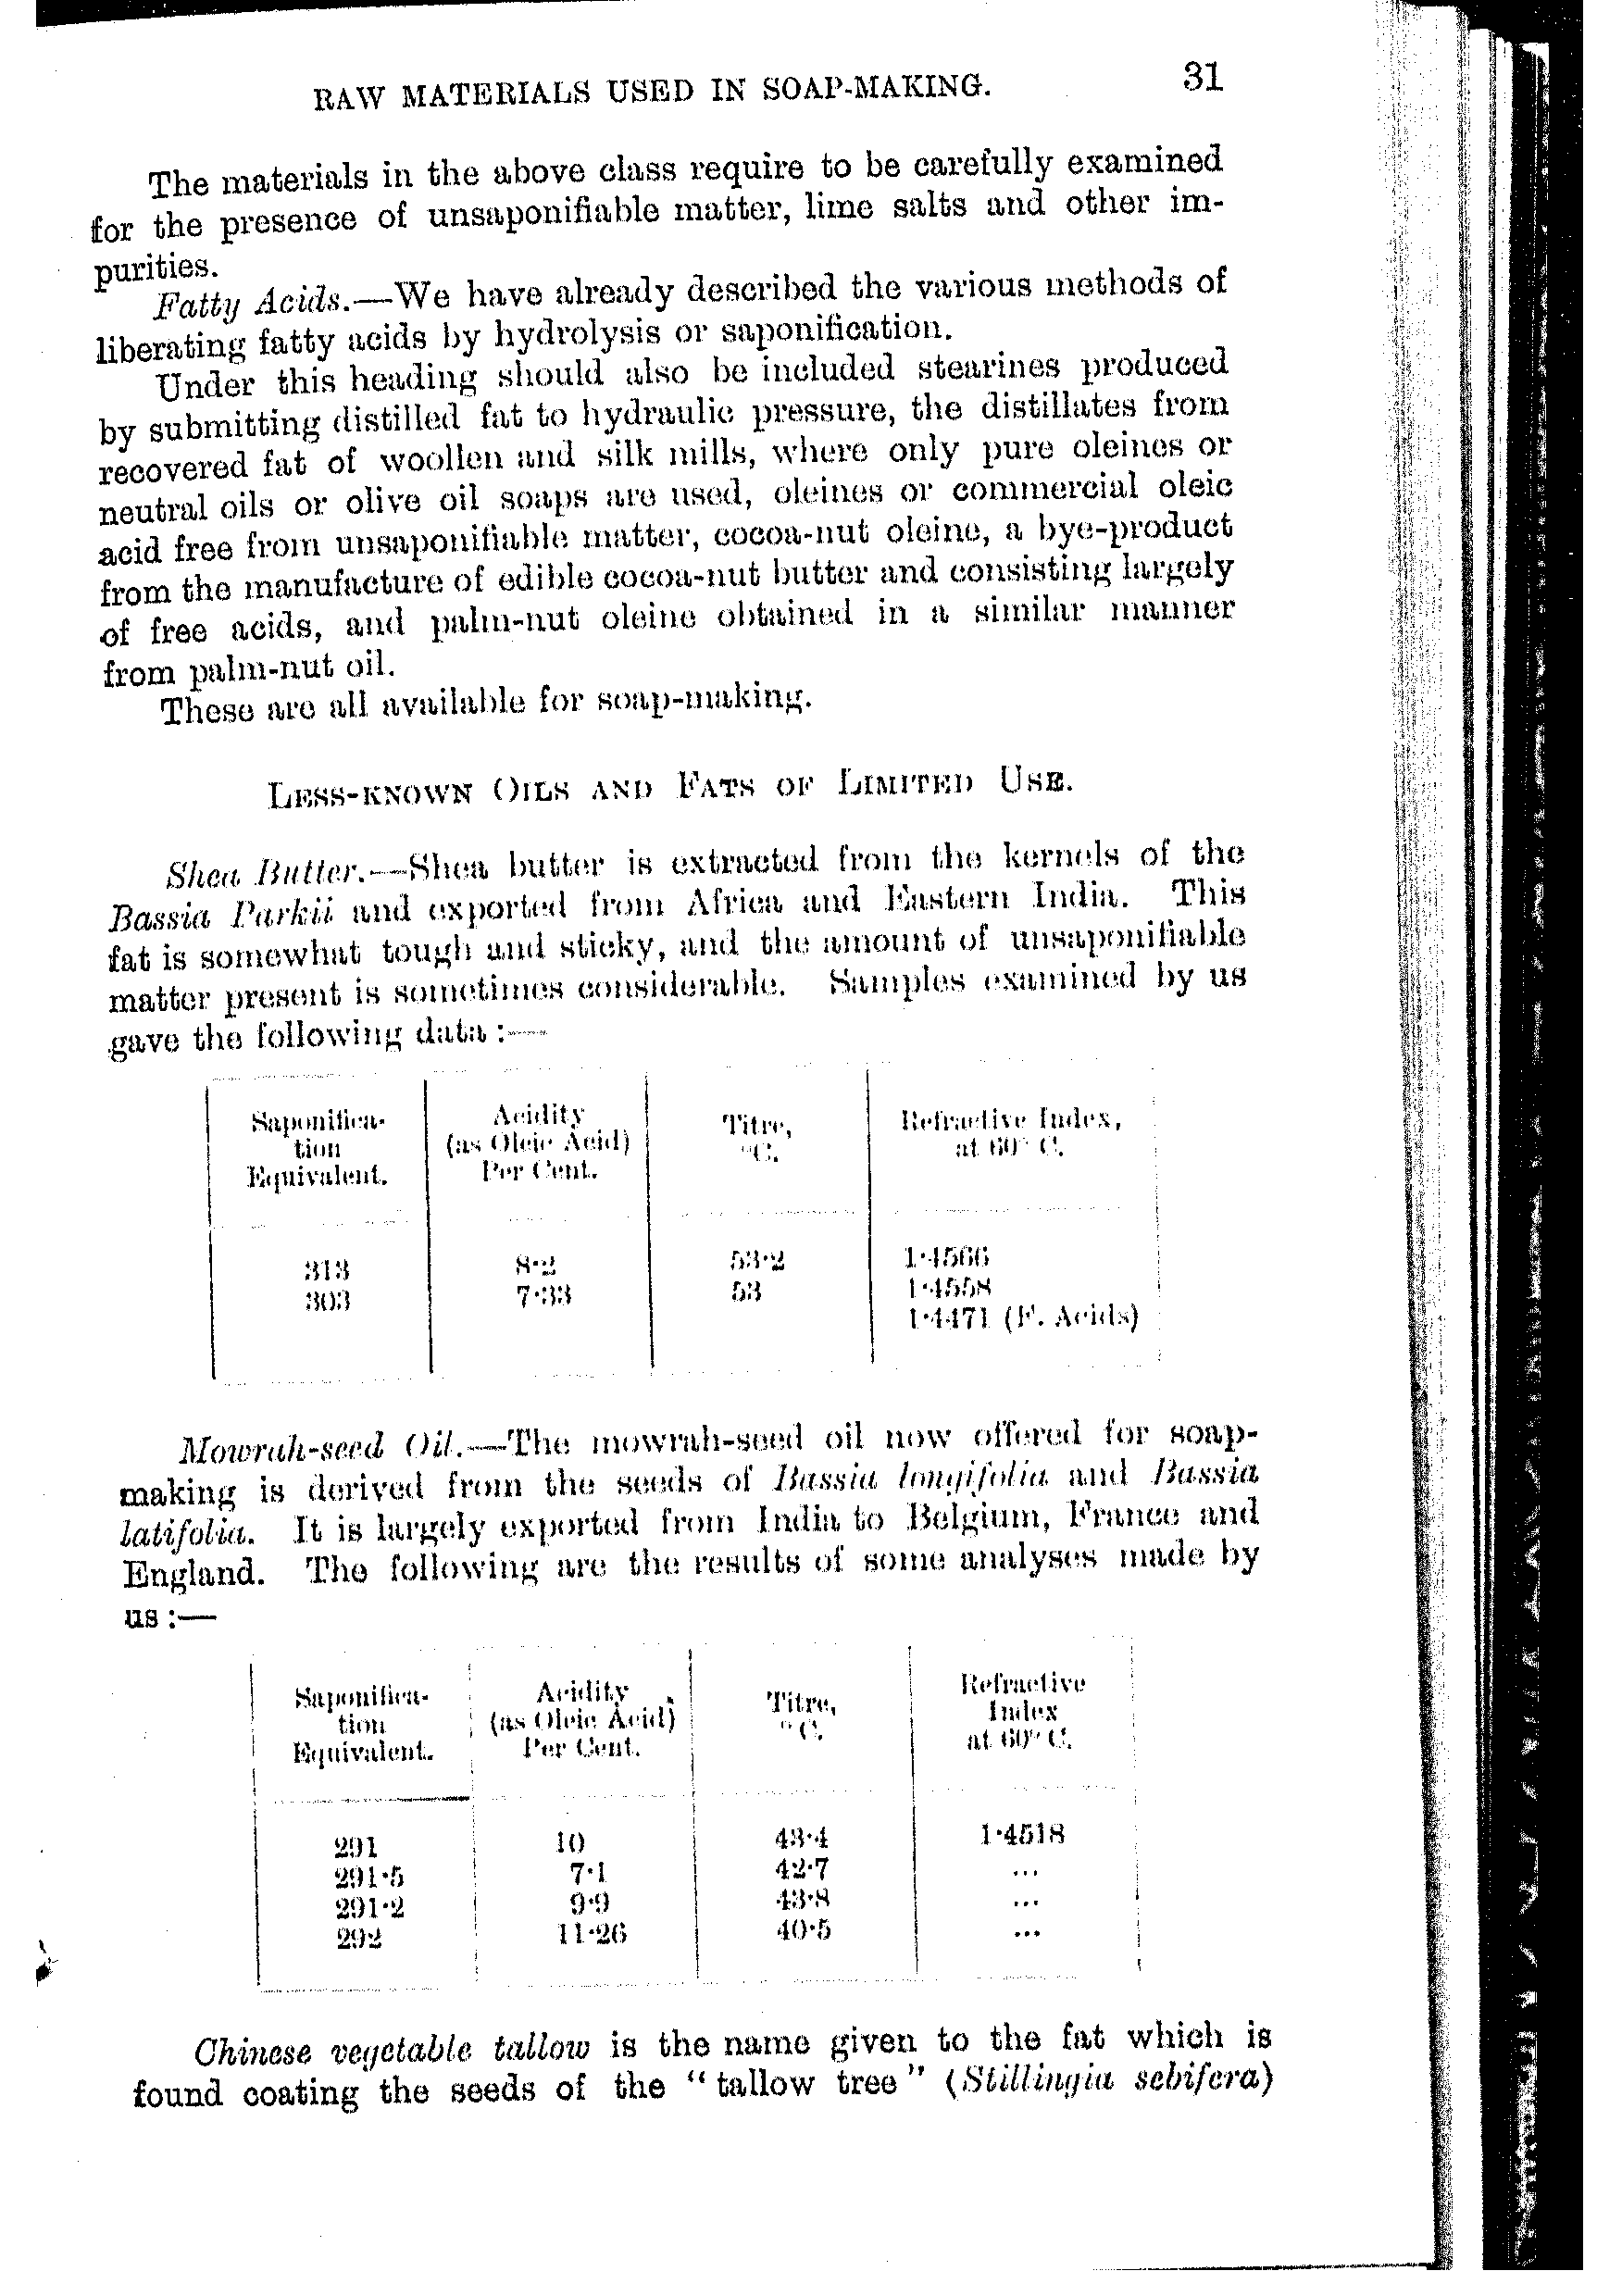 RAW MATERIALS USED IN SOAP-MAKING. 31
The materials in the above class require to be carefully examined
for the presence of unsaponifiable matter, lime salts and other im-
purities.
Fatty Acids.—We have already described the various methods of
liberating fatty acids by hydrolysis or saponification.
Under this heading should also be included stearines produced
by submitting distilled fat to hydraulic pressure, the distillates from
recovered fat of woollen and silk mills, where only pure oleines or
neutral oils or olive oil soaps are used, oleines or commercial oleic
acid free from unsaponifiable matter, cocoa-nut oleine, a bye-product
from the manufacture of edible cocoa-nut butter and consisting largely
of free acids, and palm-nut oleine obtained in a similar manner
from palm-nut oil.
These are all available for soap-making.
LESS-KNOWN OILS AND FATS OF LIMITED USE.
Shea Butter.—Shea butter is extracted from the kernels of the
Bassia Parkii and exported from Africa and Eastern India. This
fat is somewhat tough and sticky, and the amount of unsaponifiable
matter present is sometimes considerable. Samples examined by us
gave the following data :—
Saponifica- Acidity Titre, Refractive Index,
tion (as Oleic Acid) °C. at 60° C.
Equivalent. Per Cent.
313 8·2 53·2 1·4566
303 7·33 53 1·4558
1·4471 (F. Acids)
Mowrah-seed Oil.—The mowrah-seed oil now offered for soap-
making is derived from the seeds of Bassia longifolia and Bassia
latifolia. It is largely exported from India to Belgium, France and
England. The following are the results of some analyses made by
us :—
Saponifica- Acidity Titre, Refractive
tion (as Oleic Acid) °C. Index
Equivalent. Per Cent. at 60° C.
291 10 43·4 1·4518
291·5 7·1 42·7 ...
291·2 9·9 43·8 ...
292 11·26 40·5 ...
Chinese vegetable tallow is the name given to the fat which is
found coating the seeds of the "tallow tree" (Stillingia sebifera)